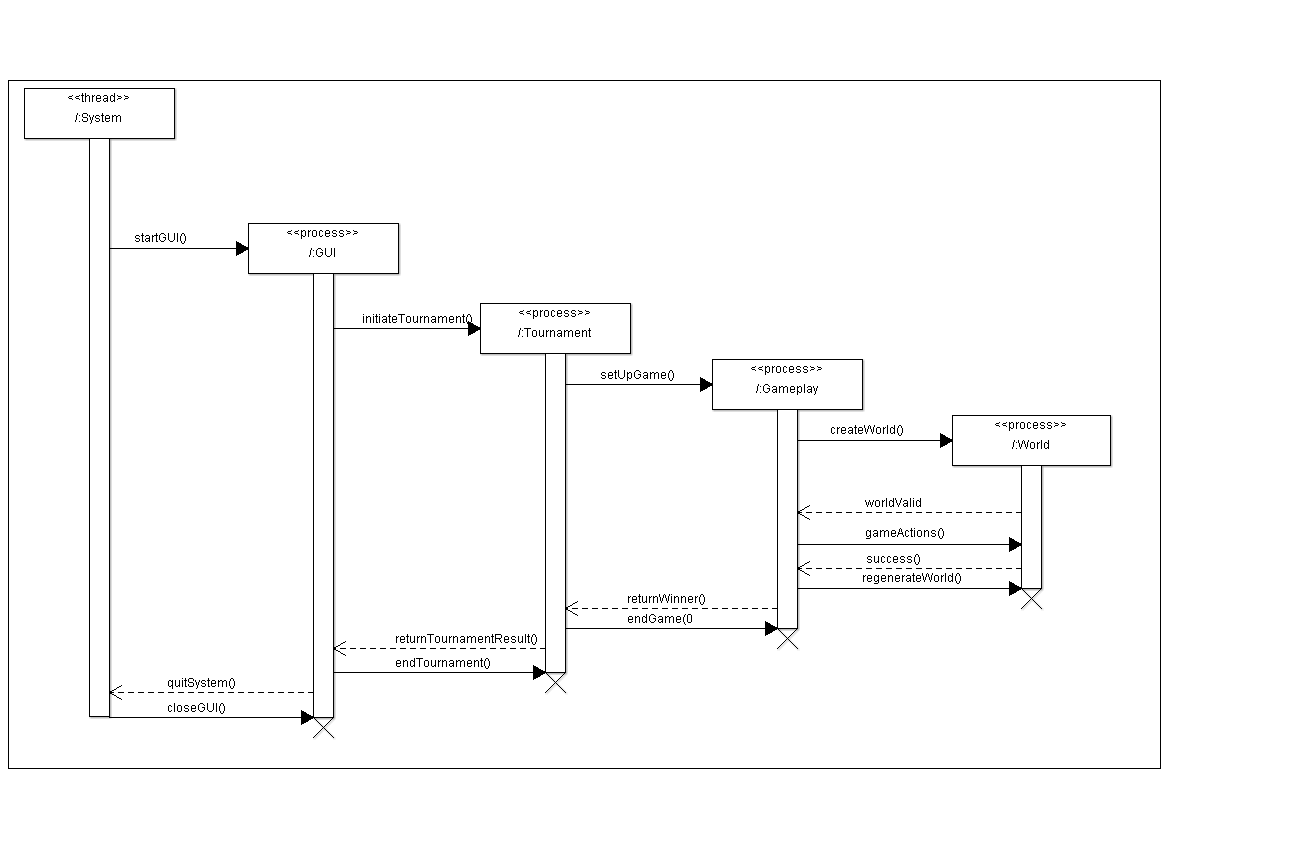 <<thread>>
/:System
startGUI()
<<process>>
/:GUI
initiateTournament()
<<process>>
/:Tournament
setUpGame()
<<process>>
/:Gameplay
createWorld()
<<process>>
/:World
worldValid
gameActions()
success()
regenerateWorld()
returnWinner()
endGame(0
returnTournamentResult()
endTournament()
quitSystem()
closeGUI()